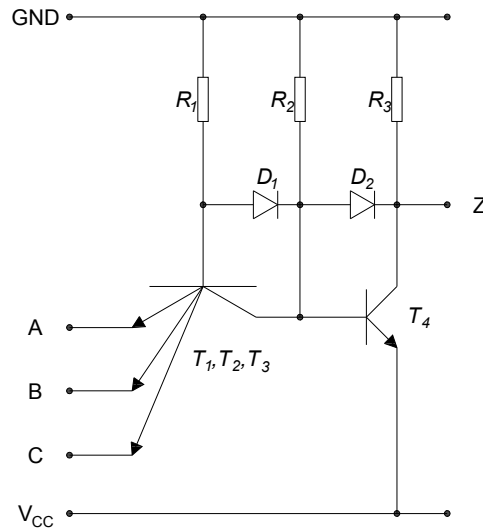 GND
R1 R2 R3
D1 D2
Z
A
T4
T1,T2,T3
B
C
VCC